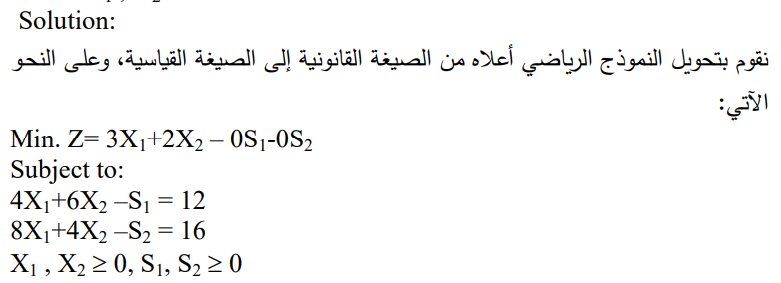 Solution:
نقوم بتحويل النموذج الرياضي أعلاه من الصيغة القانونية إلى الصيغة القياسية، وعلى النحو
الآتي:
Min. Z= 3X₁+2X₂ – 0S₁-0S₂
Subject to:
4X₁+6X₂ –S₁ = 12
8X₁+4X₂ –S₂ = 16
X₁ , X₂ ≥ 0, S₁, S₂ ≥ 0